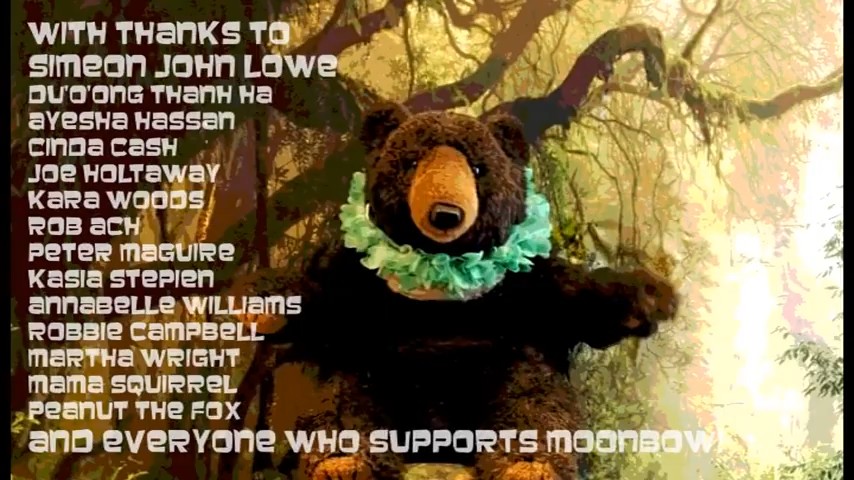 WITH THANKS TO
SIMEON JOHN LOWE
DU'O'ONG THANH HA
AYESHA HASSAN
CINDA CASH
JOE HOLTAWAY
KARA WOODS
ROB ACH
PETER MAGUIRE
KASIA STEPIEN
ANNABELLE WILLIAMS
ROBBIE CAMPBELL
MARTHA WRIGHT
MAMA SQUIRREL
PEANUT THE FOX
AND EVERYONE WHO SUPPORTS MOONBOW